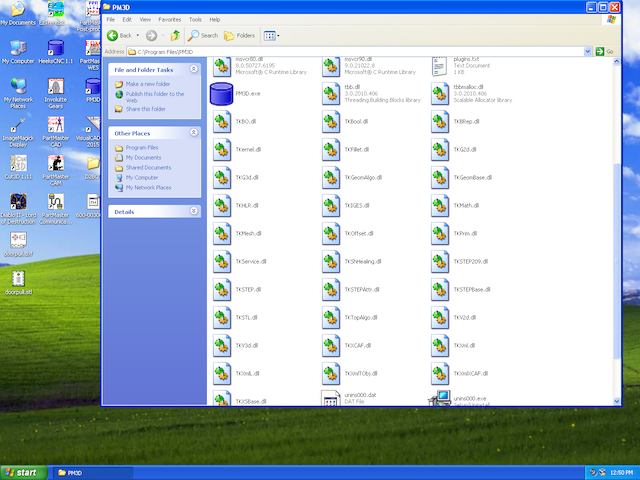 PM3D
File Edit View Favorites Tools Help
Back Search Folders
Address C:\Program Files\PM3D Go
My Documents
My Computer
HeeksCNC 1.1
PartMaster
WES
My Network
Places
Involute
Gears
PM3D
ImageMagick
Display
PartMaster
CAD
VisualCAD
2015
Cut3D 1.11
PartMaster
CAM
Diablo II - Lord
of Destruction
PartMaster
Communica...
doorpull.dxf
doorpull.stl
File and Folder Tasks
Make a new folder
Publish this folder to the
Web
Share this folder
Other Places
Program Files
My Documents
Shared Documents
My Computer
My Network Places
Details
msvcr80.dll
8.0.50727.6195
Microsoft® C Runtime Library
msvcr90.dll
9.0.21022.8
Microsoft® C Runtime Library
plugins.txt
Text Document
1 KB
PM3D.exe
tbb.dll
3.0.2010.406
Threading Building Blocks library
tbbmalloc.dll
3.0.2010.406
Scalable Allocator library
TKBO.dll
TKBool.dll
TKBRep.dll
TKernel.dll
TKFillet.dll
TKG2d.dll
TKG3d.dll
TKGeomAlgo.dll
TKGeomBase.dll
TKHLR.dll
TKIGES.dll
TKMath.dll
TKMesh.dll
TKOffset.dll
TKPrim.dll
TKService.dll
TKShHealing.dll
TKSTEP209.dll
TKSTEP.dll
TKSTEPAttr.dll
TKSTEPBase.dll
TKSTL.dll
TKTopAlgo.dll
TKV2d.dll
TKV3d.dll
TKXCAF.dll
TKXml.dll
TKXmlL.dll
TKXmlTObj.dll
TKXmlXCAF.dll
TKXSBase.dll
unins000.dat
DAT File
unins000.exe
Setup/Uninstall
start
PM3D
12:50 PM